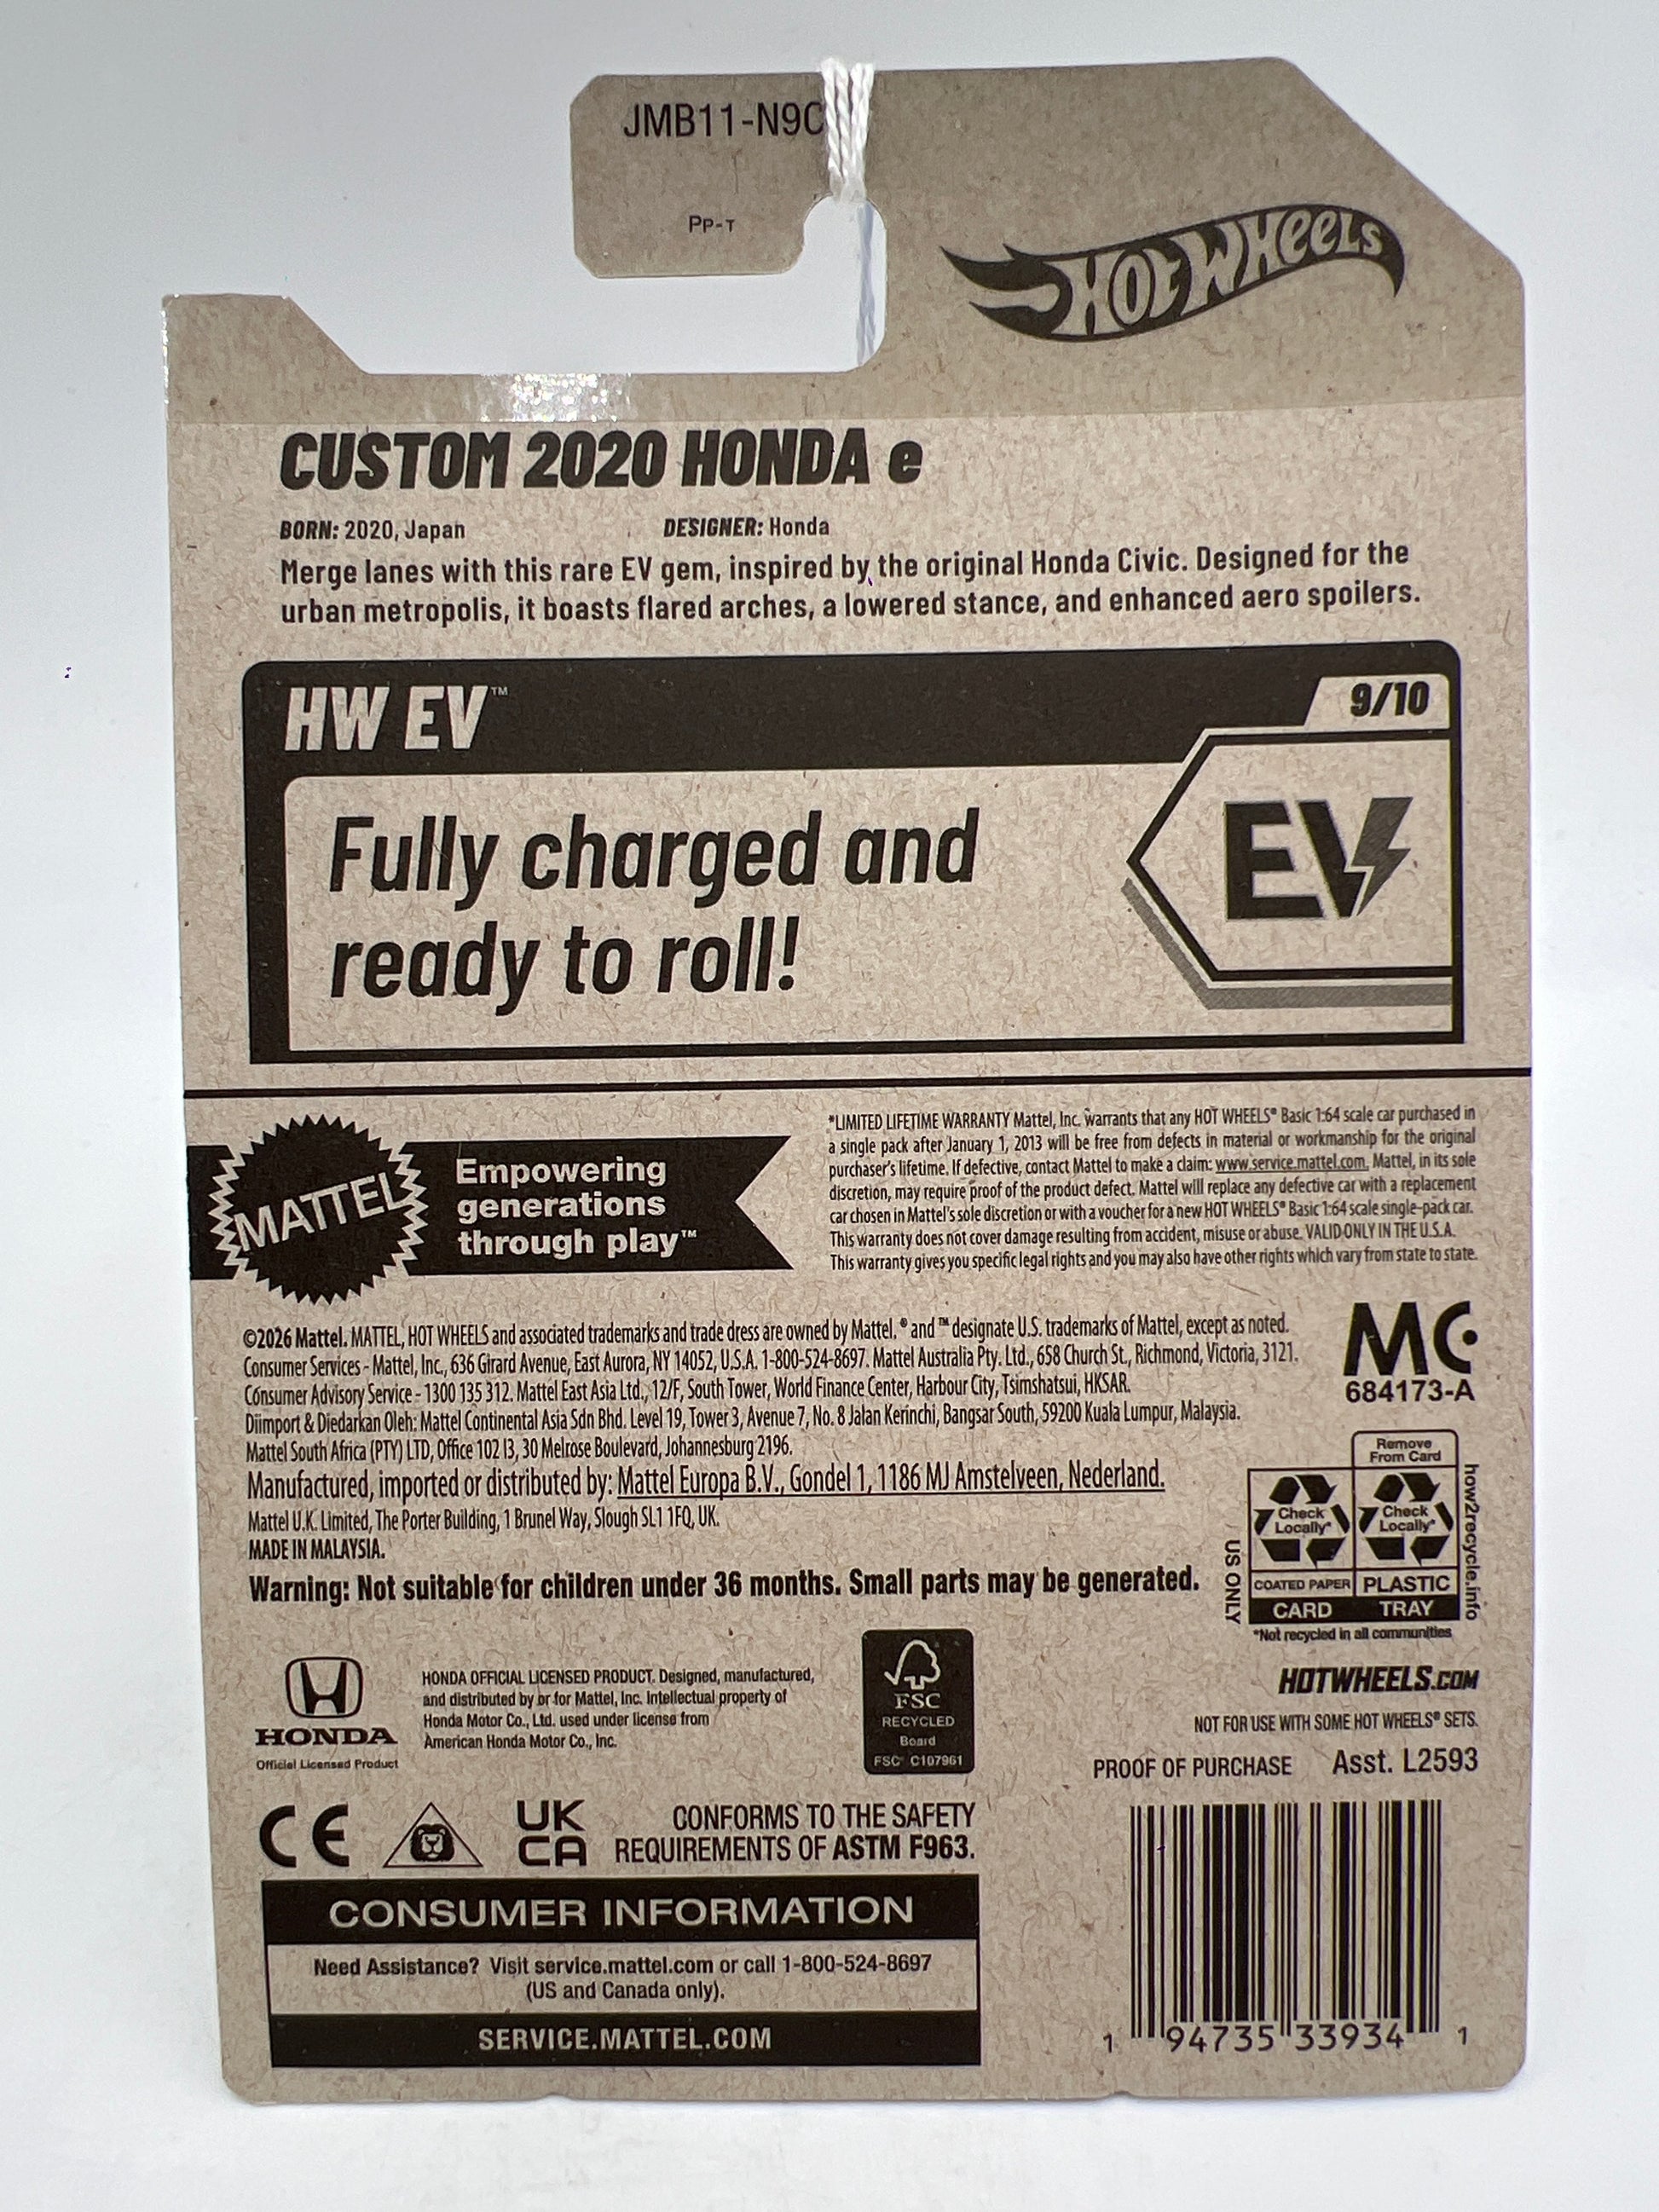 JMB11-N9C
PP-T
HOT WHEELS
CUSTOM 2020 HONDA e
BORN: 2020, Japan DESIGNER: Honda
Merge lanes with this rare EV gem, inspired by the original Honda Civic. Designed for the
urban metropolis, it boasts flared arches, a lowered stance, and enhanced aero spoilers.
HW EV™ 9/10
Fully charged and
ready to roll!
EV
MATTEL
Empowering
generations
through play™
*LIMITED LIFETIME WARRANTY Mattel, Inc. warrants that any HOT WHEELS® Basic 1:64 scale car purchased in
a single pack after January 1, 2013 will be free from defects in material or workmanship for the original
purchaser's lifetime. If defective, contact Mattel to make a claim: www.service.mattel.com. Mattel, in its sole
discretion, may require proof of the product defect. Mattel will replace any defective car with a replacement
car chosen in Mattel's sole discretion or with a voucher for a new HOT WHEELS® Basic 1:64 scale single-pack car.
This warranty does not cover damage resulting from accident, misuse or abuse. VALID ONLY IN THE U.S.A.
This warranty gives you specific legal rights and you may also have other rights which vary from state to state.
©2026 Mattel. MATTEL, HOT WHEELS and associated trademarks and trade dress are owned by Mattel. ® and ™ designate U.S. trademarks of Mattel, except as noted.
Consumer Services - Mattel, Inc., 636 Girard Avenue, East Aurora, NY 14052, U.S.A. 1-800-524-8697. Mattel Australia Pty. Ltd., 658 Church St., Richmond, Victoria, 3121.
Consumer Advisory Service - 1300 135 312. Mattel East Asia Ltd., 12/F, South Tower, World Finance Center, Harbour City, Tsimshatsui, HKSAR.
Diimport & Diedarkan Oleh: Mattel Continental Asia Sdn Bhd. Level 19, Tower 3, Avenue 7, No. 8 Jalan Kerinchi, Bangsar South, 59200 Kuala Lumpur, Malaysia.
Mattel South Africa (PTY) LTD, Office 102 I3, 30 Melrose Boulevard, Johannesburg 2196.
Manufactured, imported or distributed by: Mattel Europa B.V., Gondel 1, 1186 MJ Amstelveen, Nederland.
Mattel U.K. Limited, The Porter Building, 1 Brunel Way, Slough SL1 1FQ, UK.
MADE IN MALAYSIA.
Warning: Not suitable for children under 36 months. Small parts may be generated.
MC
684173-A
Remove
From Card
Check
Locally*
Check
Locally*
COATED PAPER PLASTIC
CARD TRAY
US ONLY
how2recycle.info
*Not recycled in all communities
HONDA
Official Licensed Product
HONDA OFFICIAL LICENSED PRODUCT. Designed, manufactured,
and distributed by or for Mattel, Inc. Intellectual property of
Honda Motor Co., Ltd. used under license from
American Honda Motor Co., Inc.
FSC
RECYCLED
Board
FSC® C107961
HOTWHEELS.COM
NOT FOR USE WITH SOME HOT WHEELS® SETS.
PROOF OF PURCHASE Asst. L2593
CE
UK
CA
CONFORMS TO THE SAFETY
REQUIREMENTS OF ASTM F963.
CONSUMER INFORMATION
Need Assistance? Visit service.mattel.com or call 1-800-524-8697
(US and Canada only).
SERVICE.MATTEL.COM
1 94735 33934 1